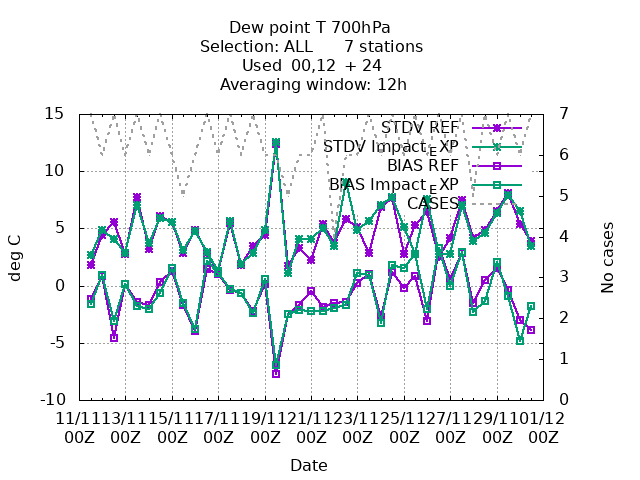 Dew point T 700hPa
Selection: ALL 7 stations
Used 00,12 + 24
Averaging window: 12h
15 7
STDV REF
STDV Impact_EXP
10 6
BIAS REF
BIAS Impact_EXP
CASES
5
5 4
deg C No cases
0 3
2
-5
1
-10 0
11/11 13/11 15/11 17/11 19/11 21/11 23/11 25/11 27/11 29/11 01/12
00Z 00Z 00Z 00Z 00Z 00Z 00Z 00Z 00Z 00Z 00Z
Date